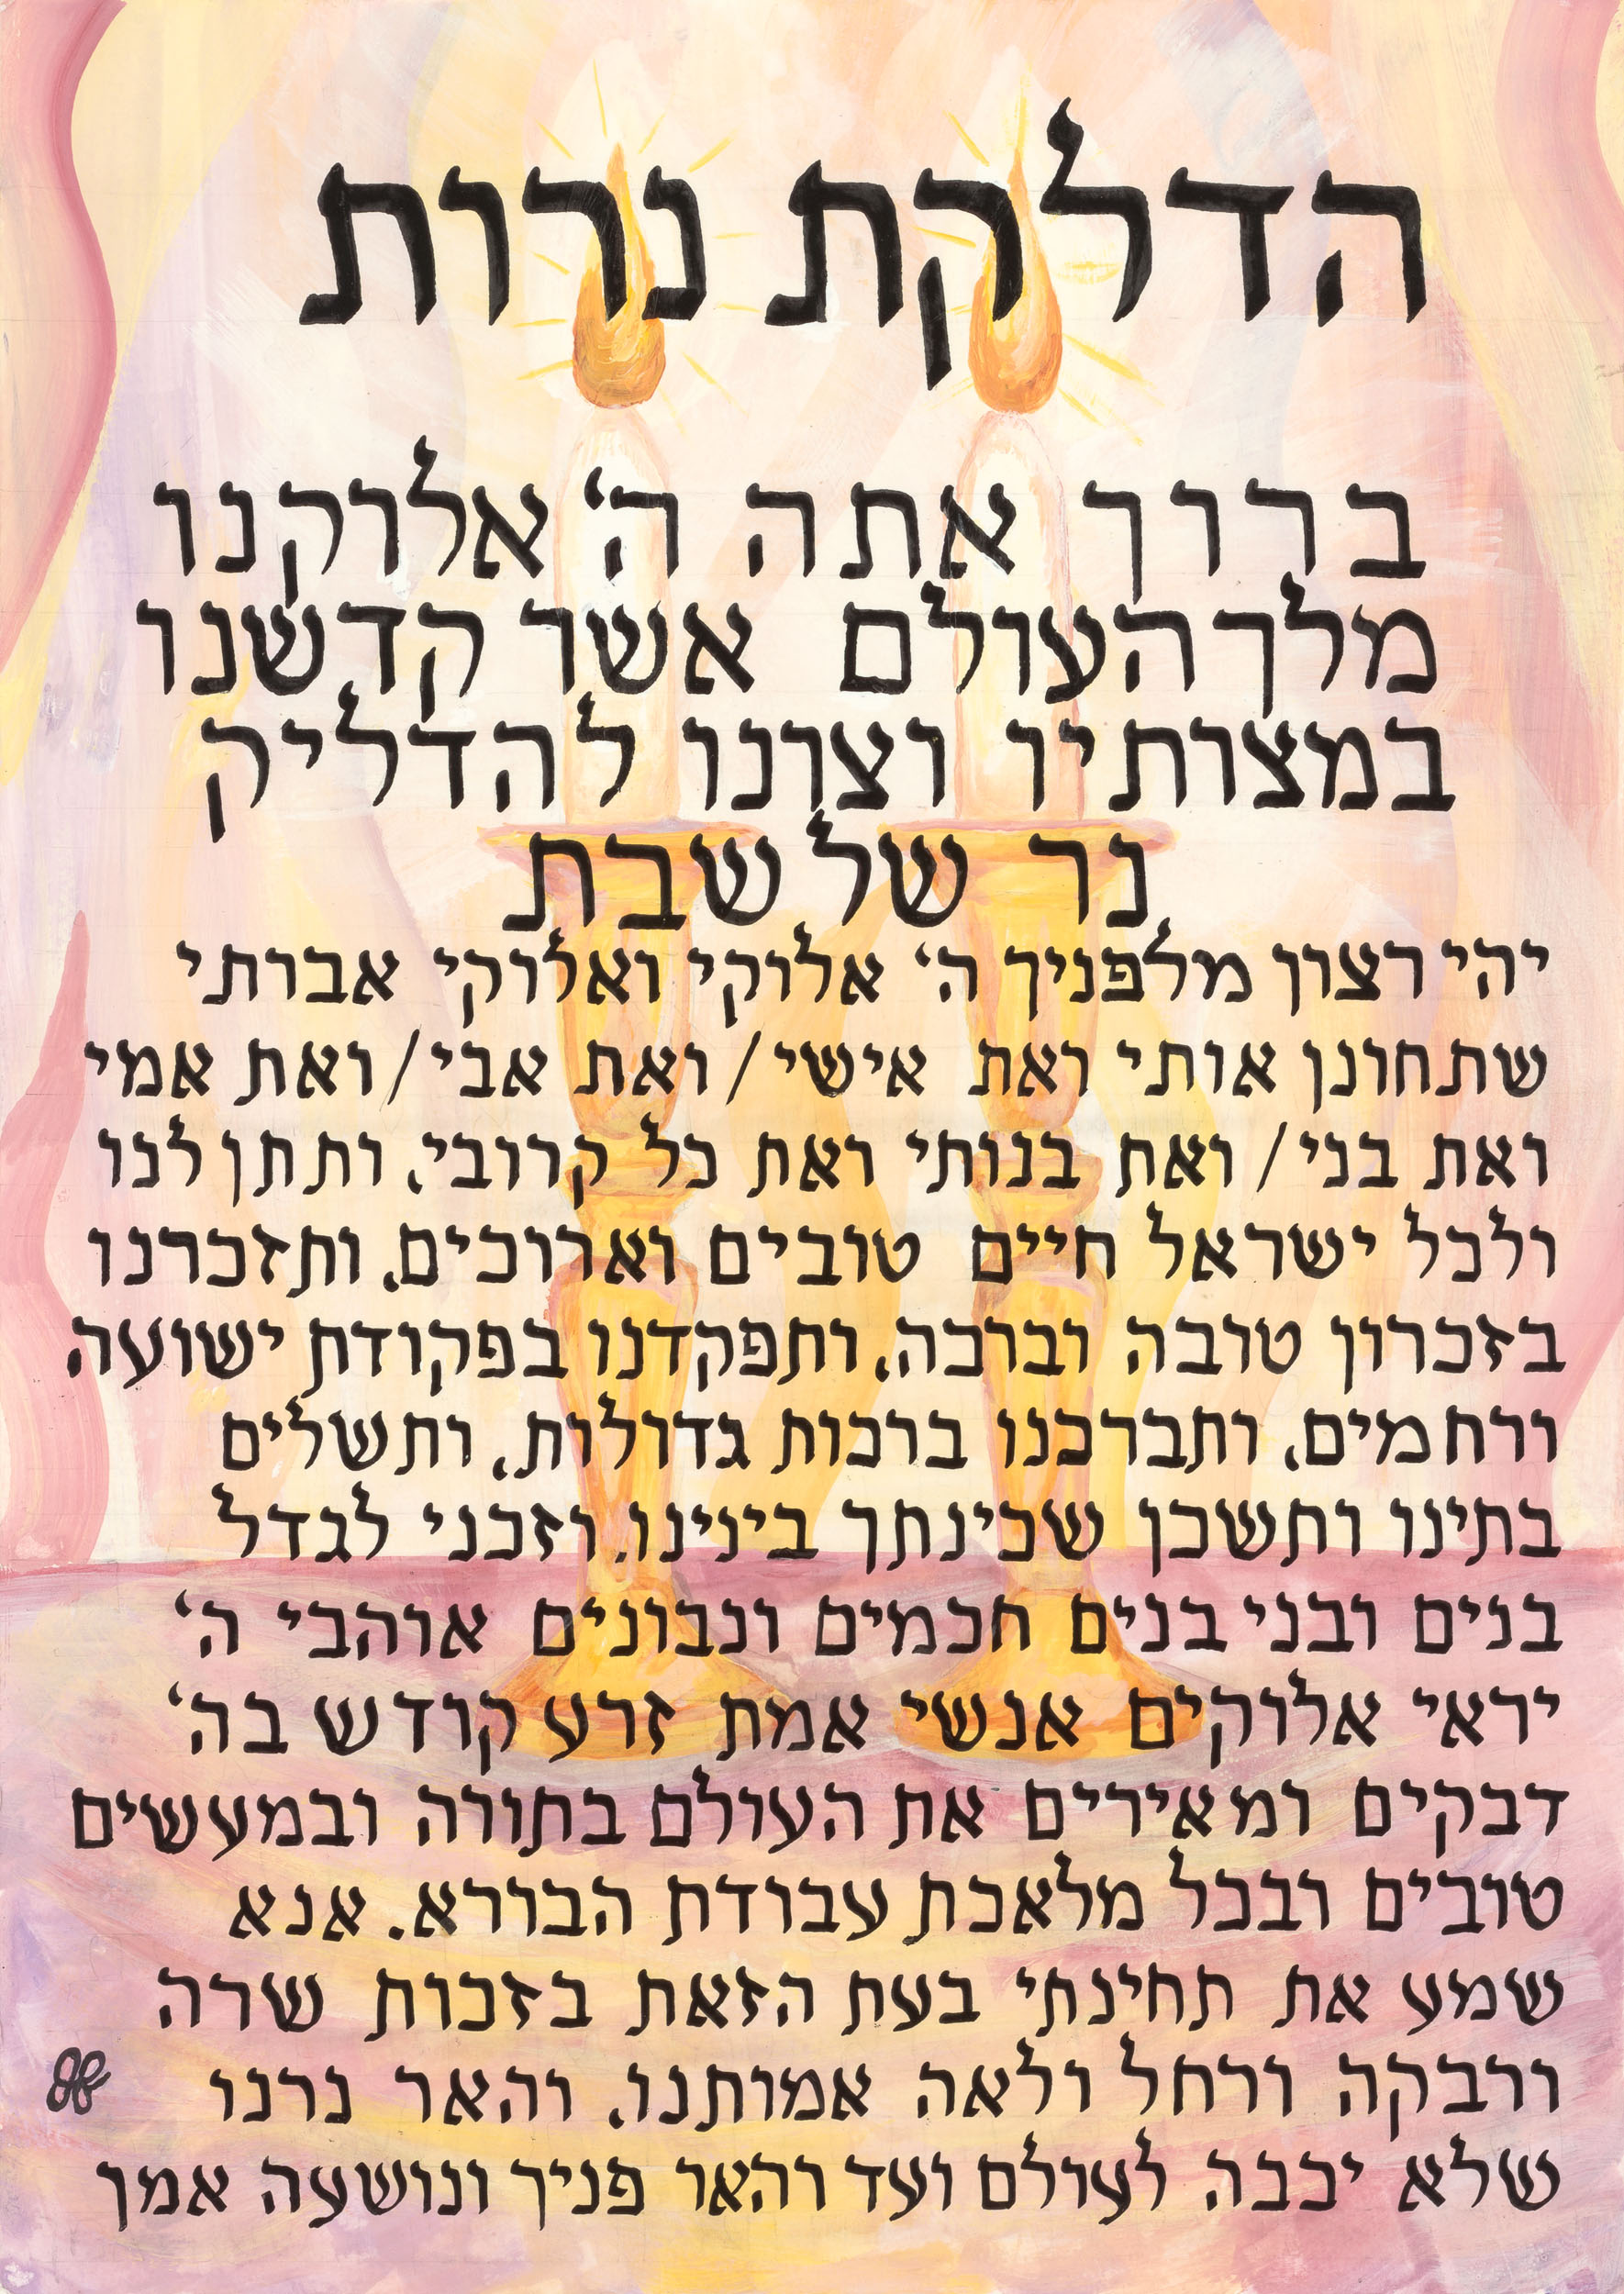 הדלקת נרות
ברוך אתה ה' אלוקנו
מלך העולם אשר קדשנו
במצותיו וצונו להדליק
נר של שבת
יהי רצון מלפניך ה' אלוקי ואלוקי אבותי
שתחונן אותי ואת אישי/ואת אבי/ואת אמי
ואת בני/ ואת בנותי ואת כל קרובי, ותתן לנו
ולכל ישראל חיים טובים וארוכים, ותזכרנו
בזכרון טובה וברכה, ותפקדנו בפקודת ישועה
ורחמים, ותברכנו ברכות גדולות, ותשלים
בתינו ותשכן שכינתך בינינו, וזכני לגדל
בנים ובני בנים חכמים ונבונים אוהבי ה'
יראי אלוקים אנשי אמת זרע קודש בה'
דבקים ומאירים את העולם בתורה ובמעשים
טובים ובכל מלאכת עבודת הבורא. אנא
שמע את תחינתי בעת הזאת בזכות שרה
ורבקה ורחל ולאה אמותנו, והאר נרנו
שלא יכבה לעולם ועד והאר פניך ונושעה אמן